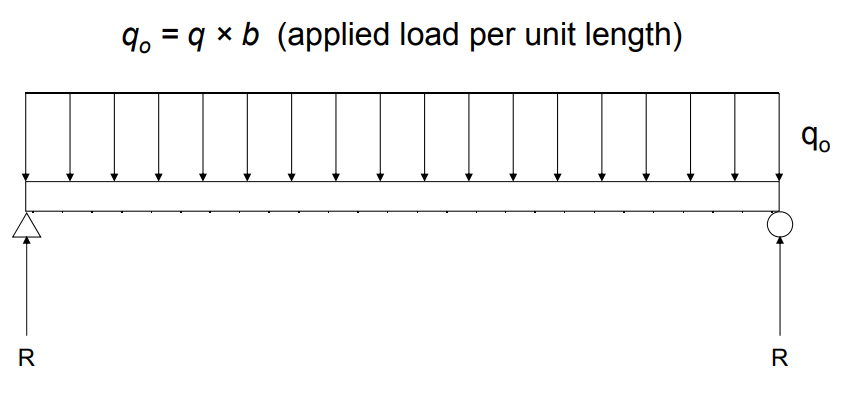 qₒ = q × b (applied load per unit length)
qₒ
R R